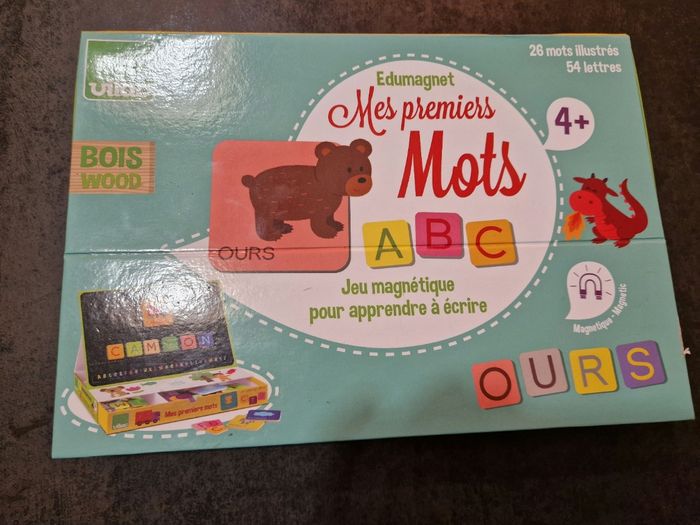 26 mots illustrés
54 lettres
Edumagnet
Mes premiers
Mots
4+
BOIS
WOOD
OURS
A B C
Jeu magnétique
pour apprendre à écrire
Magnétique - Magnetic
CAMION
Mes premiers mots
OURS